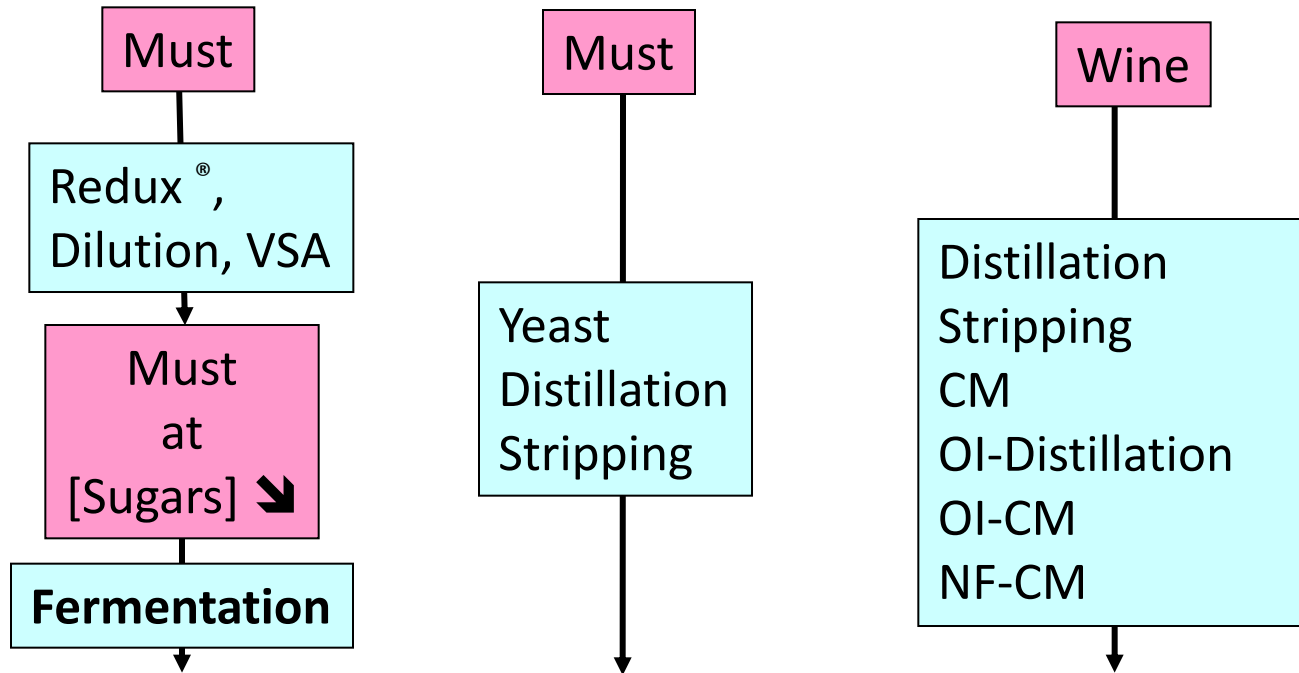 Must
Redux ®,
Dilution, VSA
Must
at
[Sugars] ➘
Fermentation
Must
Yeast
Distillation
Stripping
Wine
Distillation
Stripping
CM
OI-Distillation
OI-CM
NF-CM